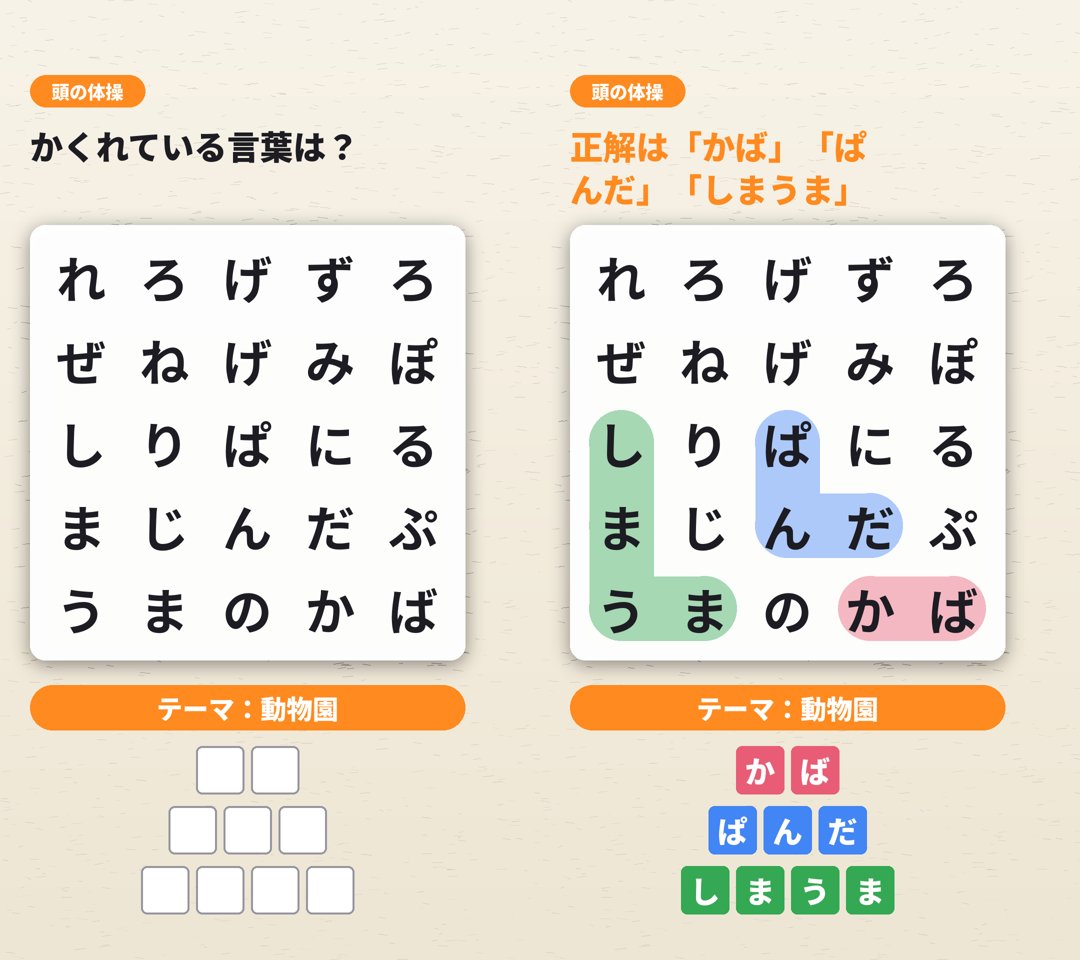 頭の体操
かくれている言葉は？
れ ろ げ ず ろ
ぜ ね げ み ぽ
し り ぱ に る
ま じ ん だ ぷ
う ま の か ば
テーマ：動物園
頭の体操
正解は「かば」「ぱ
んだ」「しまうま」
れ ろ げ ず ろ
ぜ ね げ み ぽ
し り ぱ に る
ま じ ん だ ぷ
う ま の か ば
テーマ：動物園
か ば
ぱ ん だ
し ま う ま